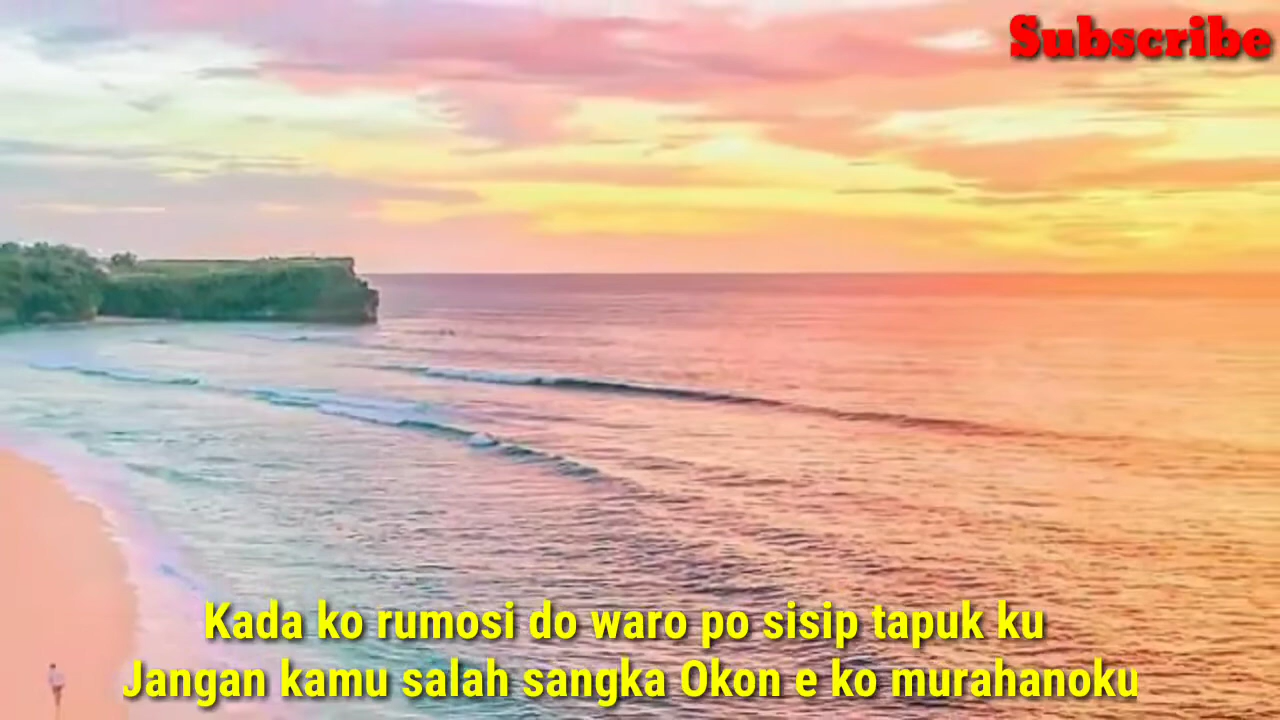 Subscribe
Kada ko rumosi do waro po sisip tapuk ku
Jangan kamu salah sangka Okon e ko murahanoku